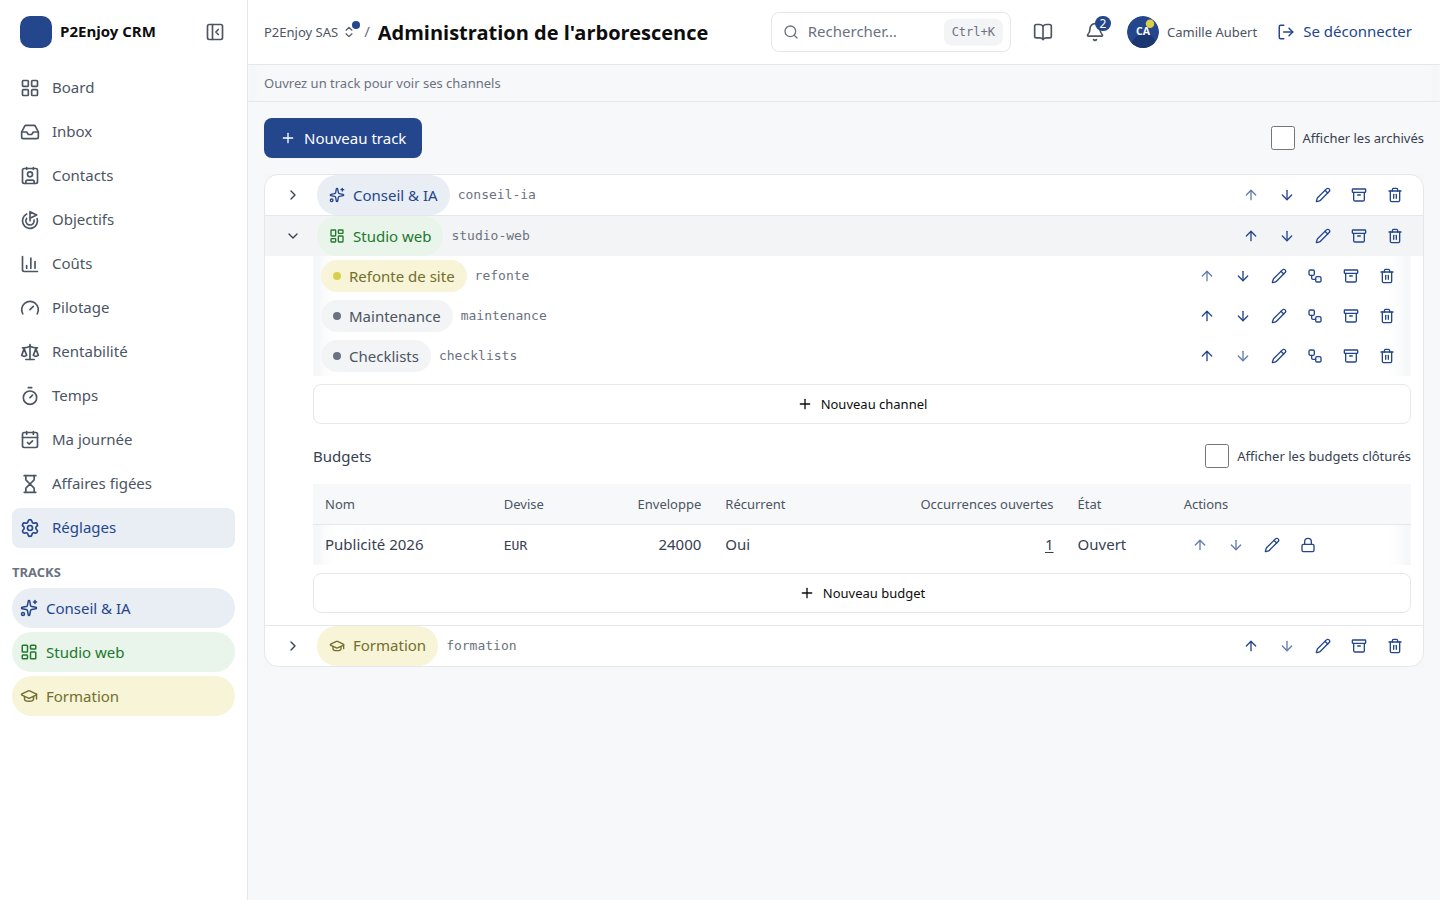 P2Enjoy CRM
Board
Inbox
Contacts
Objectifs
Coûts
Pilotage
Rentabilité
Temps
Ma journée
Affaires figées
Réglages
TRACKS
Conseil & IA
Studio web
Formation
P2Enjoy SAS / Administration de l'arborescence
Rechercher... Ctrl+K
2
CA Camille Aubert
Se déconnecter
Ouvrez un track pour voir ses channels
Nouveau track
Afficher les archivés
Conseil & IA conseil-ia
Studio web studio-web
Refonte de site refonte
Maintenance maintenance
Checklists checklists
Nouveau channel
Budgets
Afficher les budgets clôturés
Nom Devise Enveloppe Récurrent Occurrences ouvertes État Actions
Publicité 2026 EUR 24000 Oui 1 Ouvert
Nouveau budget
Formation formation